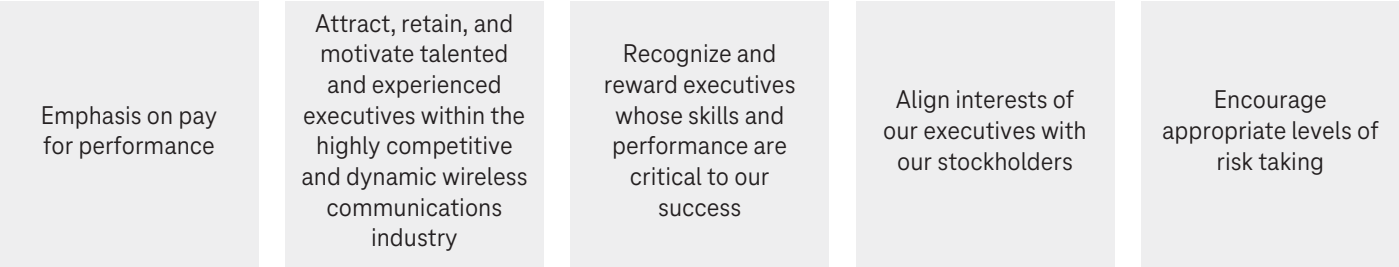 Emphasis on pay
for performance
Attract, retain, and
motivate talented
and experienced
executives within the
highly competitive
and dynamic wireless
communications
industry
Recognize and
reward executives
whose skills and
performance are
critical to our
success
Align interests of
our executives with
our stockholders
Encourage
appropriate levels of
risk taking